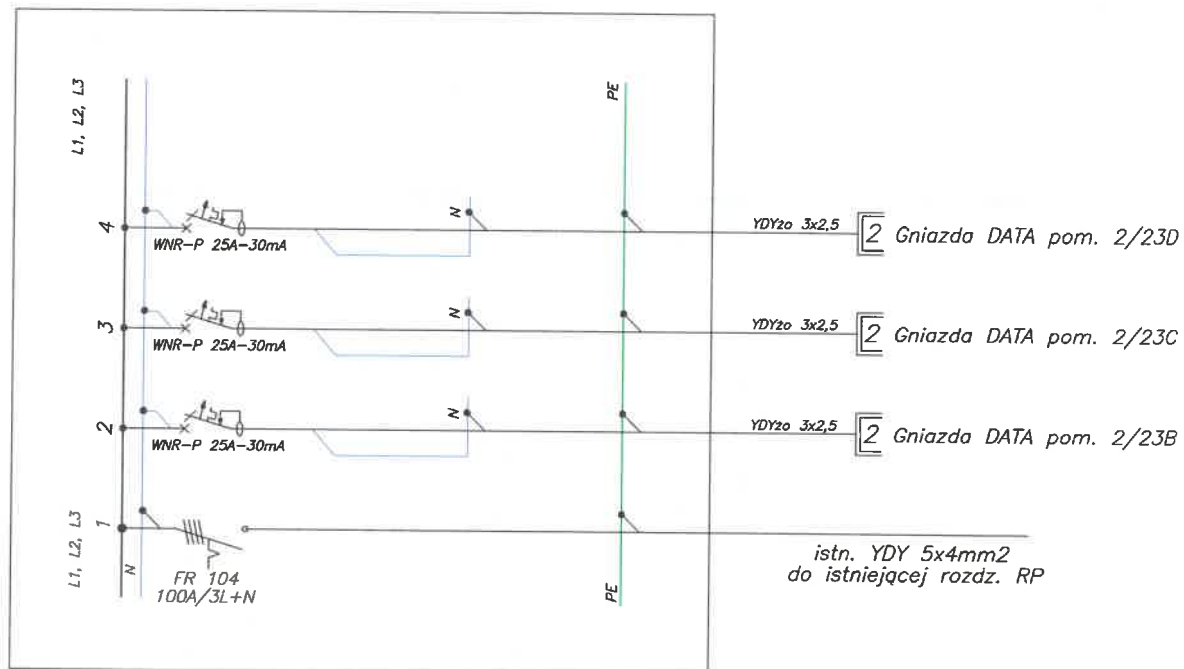 L1, L2, L3
PE
4
WNR-P 25A-30mA
N
YDYżo 3x2,5
2 Gniazda DATA pom. 2/23D
3
WNR-P 25A-30mA
N
YDYżo 3x2,5
2 Gniazda DATA pom. 2/23C
2
WNR-P 25A-30mA
N
YDYżo 3x2,5
2 Gniazda DATA pom. 2/23B
L1, L2, L3
1
N
FR 104
100A/3L+N
PE
istn. YDY 5x4mm2
do istniejącej rozdz. RP